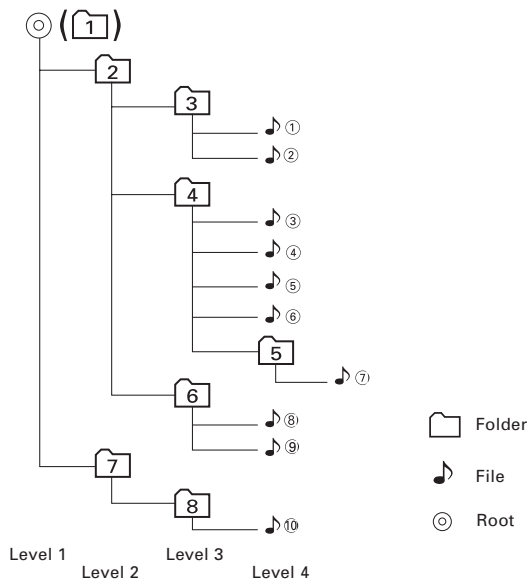 (1)
2
3
①
②
4
③
④
⑤
⑥
5
⑦
6
⑧
⑨
Folder
7
File
8
⑩
Root
Level 1
Level 2
Level 3
Level 4